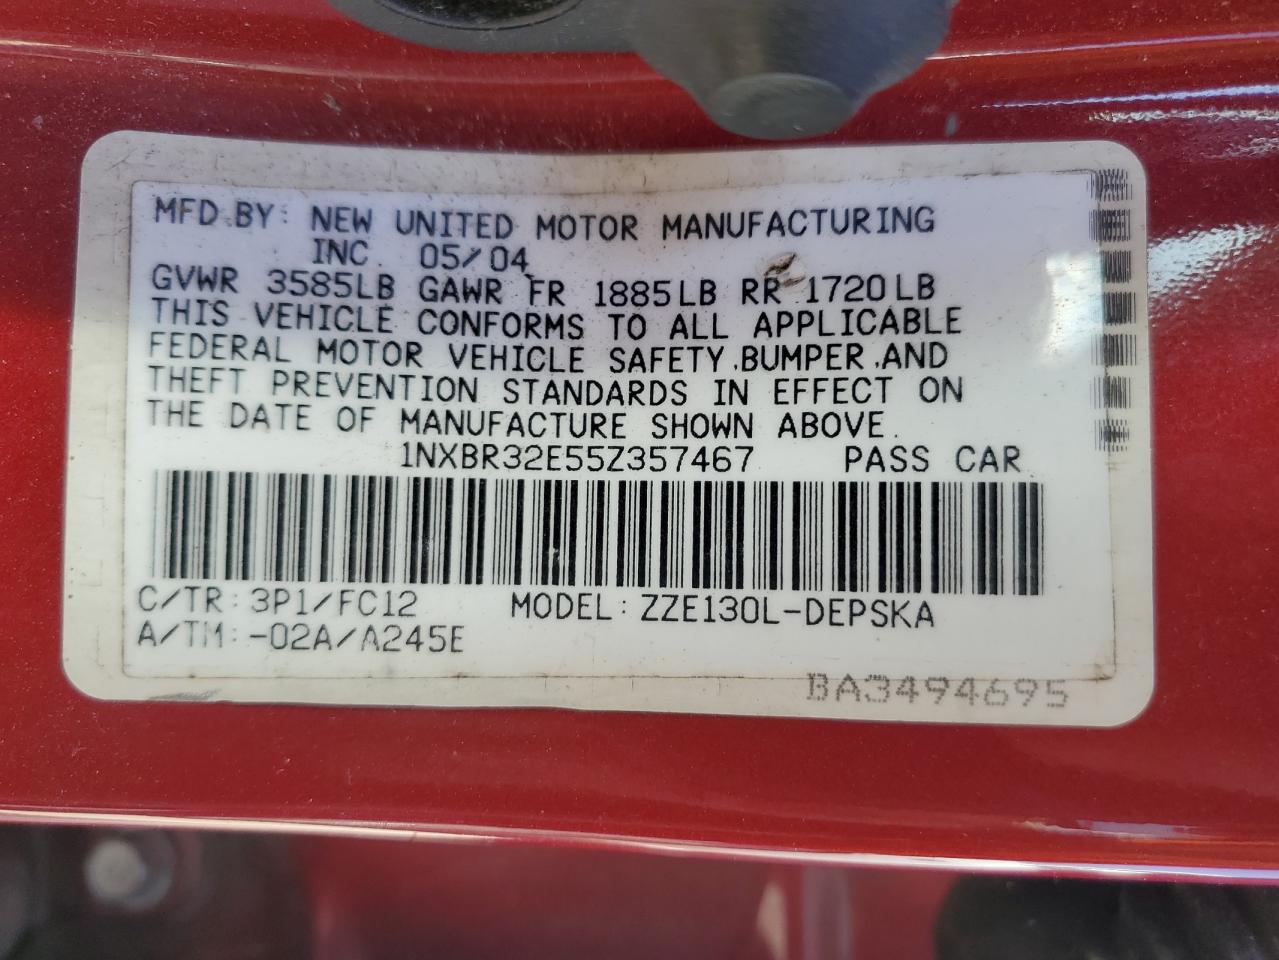 MFD.BY: NEW UNITED MOTOR MANUFACTURING
INC. 05/04
GVWR 3585LB GAWR FR 1885LB RR 1720LB
THIS VEHICLE CONFORMS TO ALL APPLICABLE
FEDERAL MOTOR VEHICLE SAFETY,BUMPER,AND
THEFT PREVENTION STANDARDS IN EFFECT ON
THE DATE OF MANUFACTURE SHOWN ABOVE.
1NXBR32E55Z357467 PASS CAR
C/TR:3P1/FC12 MODEL:ZZE130L-DEPSKA
A/TM:-02A/A245E
BA3494695